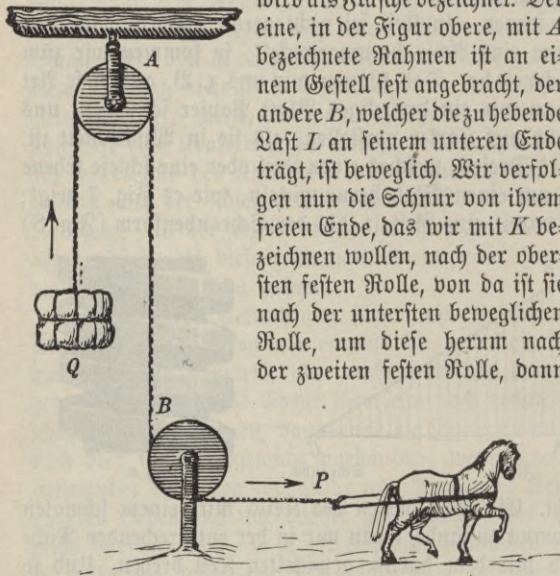 wird als Flasche bezeichnet. Der
eine, in der Figur obere, mit A
bezeichnete Rahmen ist an ei-
nem Gestell fest angebracht, der
andere B, welcher die zu hebende
Last L an seinem unteren Ende
trägt, ist beweglich. Wir verfol-
gen nun die Schnur von ihrem
freien Ende, das wir mit K be-
zeichnen wollen, nach der ober-
sten festen Rolle, von da ist sie
nach der untersten beweglichen
Rolle, um diese herum nach
der zweiten festen Rolle, dann
A
Q
B
P